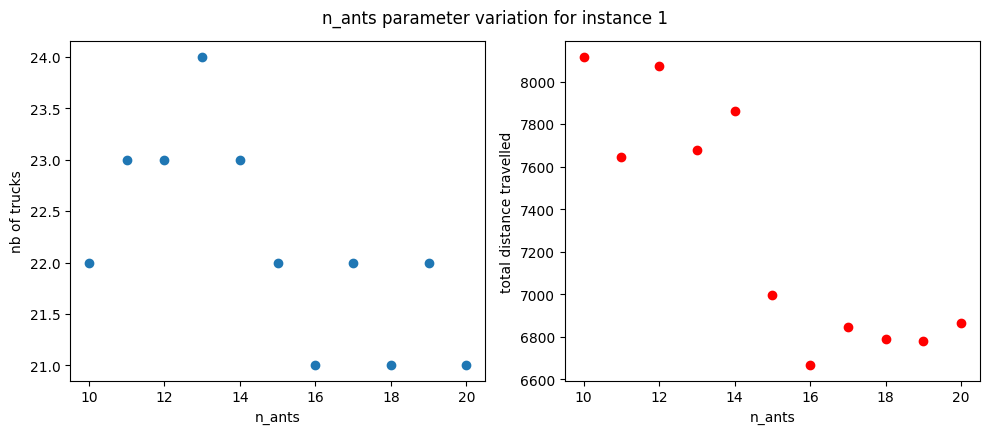 n_ants parameter variation for instance 1
nb of trucks
24.0
23.5
23.0
22.5
22.0
21.5
21.0
10 12 14 16 18 20
n_ants
total distance travelled
8000
7800
7600
7400
7200
7000
6800
6600
10 12 14 16 18 20
n_ants